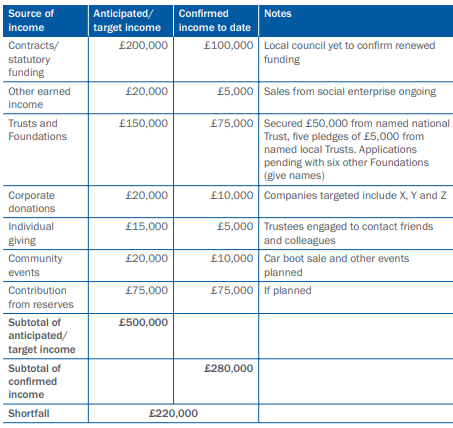 Source of Anticipated/ Confirmed Notes
income target income income to date
Contracts/ £200,000 £100,000 Local council yet to confirm renewed
statutory funding
funding
Other earned £20,000 £5,000 Sales from social enterprise ongoing
income
Trusts and £150,000 £75,000 Secured £50,000 from named national
Foundations Trust, five pledges of £5,000 from
named local Trusts. Applications
pending with six other Foundations
(give names)
Corporate £20,000 £10,000 Companies targeted include X, Y and Z
donations
Individual £15,000 £5,000 Trustees engaged to contact friends
giving and colleagues
Community £20,000 £10,000 Car boot sale and other events
events planned
Contribution £75,000 £75,000 If planned
from reserves
Subtotal of £500,000
anticipated/
target income
Subtotal of £280,000
confirmed
income
Shortfall £220,000